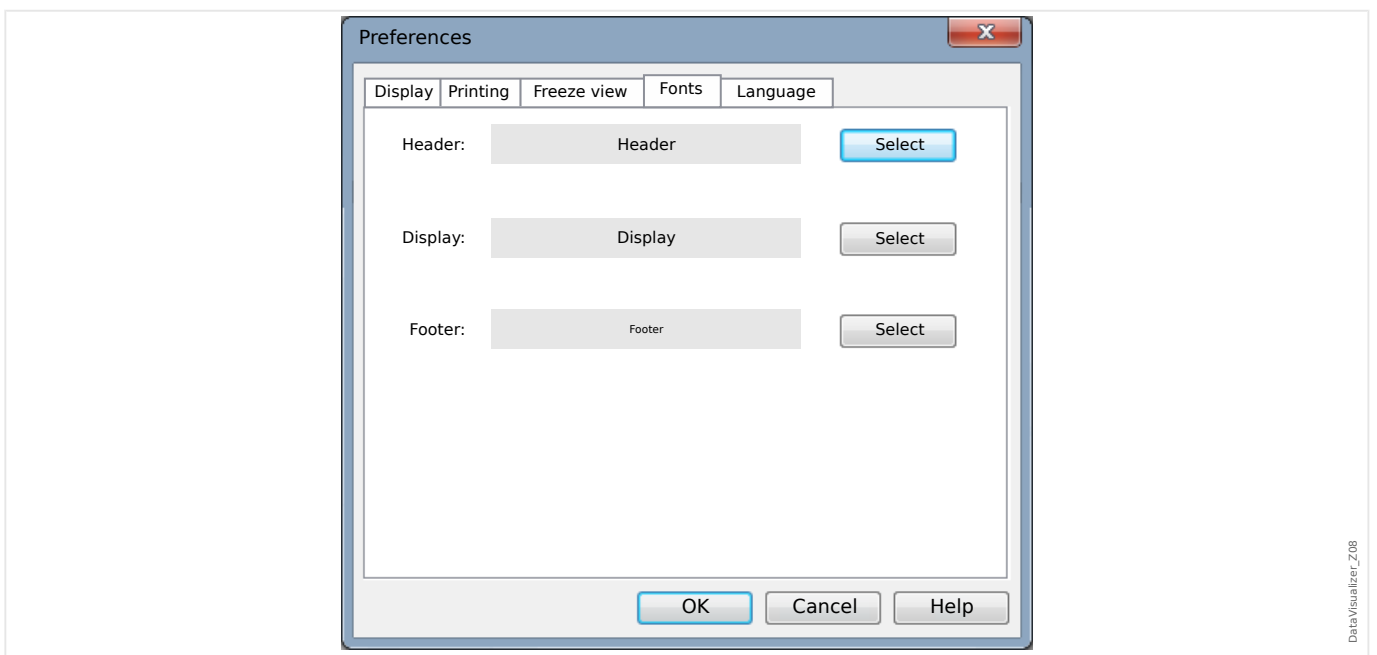 Preferences
x
Display Printing Freeze view Fonts Language
Header: Header Select
Display: Display Select
Footer: Footer Select
OK Cancel Help
DataVisualizer_Z08